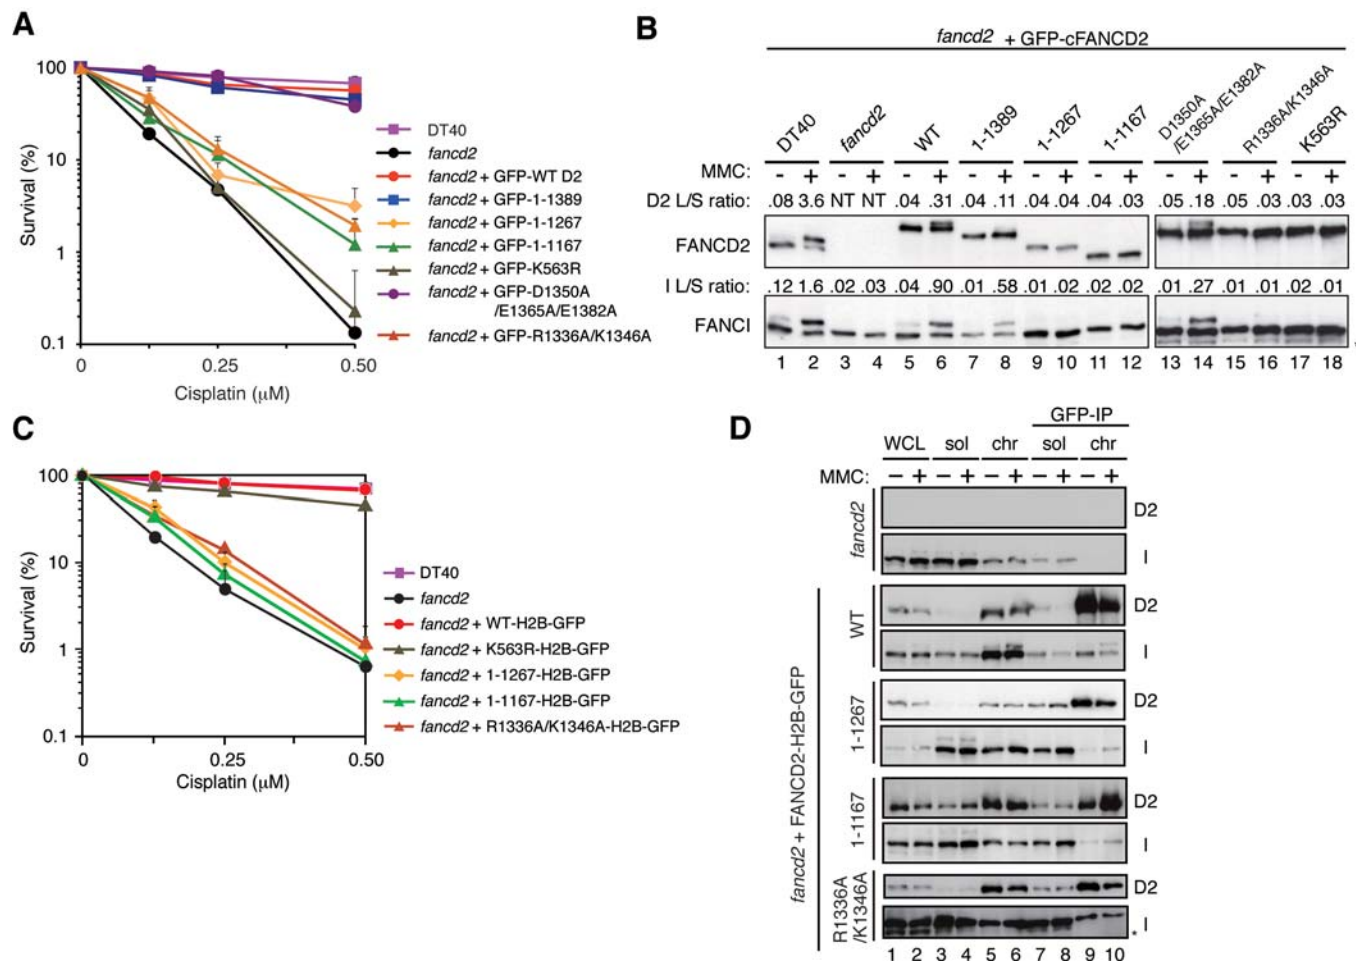 A
Survival (%)
100
10
1
0.1
0
0.25
0.50
Cisplatin (µM)
DT40
fancd2
fancd2 + GFP-WT D2
fancd2 + GFP-1-1389
fancd2 + GFP-1-1267
fancd2 + GFP-1-1167
fancd2 + GFP-K563R
fancd2 + GFP-D1350A
/E1365A/E1382A
fancd2 + GFP-R1336A/K1346A
B
fancd2 + GFP-cFANCD2
DT40 fancd2 WT 1-1389 1-1267 1-1167 D1350A /E1365A/E1382A R1336A/K1346A K563R
MMC: - + - + - + - + - + - + - + - + - +
D2 L/S ratio: .08 3.6 NT NT .04 .31 .04 .11 .04 .04 .04 .03 .05 .18 .05 .03 .03 .03
FANCD2
I L/S ratio: .12 1.6 .02 .03 .04 .90 .01 .58 .01 .02 .02 .02 .01 .27 .01 .01 .02 .01
FANCI
1 2 3 4 5 6 7 8 9 10 11 12 13 14 15 16 17 18
C
Survival (%)
100
10
1
0.1
0
0.25
0.50
Cisplatin (µM)
DT40
fancd2
fancd2 + WT-H2B-GFP
fancd2 + K563R-H2B-GFP
fancd2 + 1-1267-H2B-GFP
fancd2 + 1-1167-H2B-GFP
fancd2 + R1336A/K1346A-H2B-GFP
D
GFP-IP
WCL sol chr sol chr
MMC: − + − + − + − + − +
fancd2
D2
I
fancd2 + FANCD2-H2B-GFP
WT
D2
I
1-1267
D2
I
1-1167
D2
I
R1336A
/K1346A
D2
* I
1 2 3 4 5 6 7 8 9 10